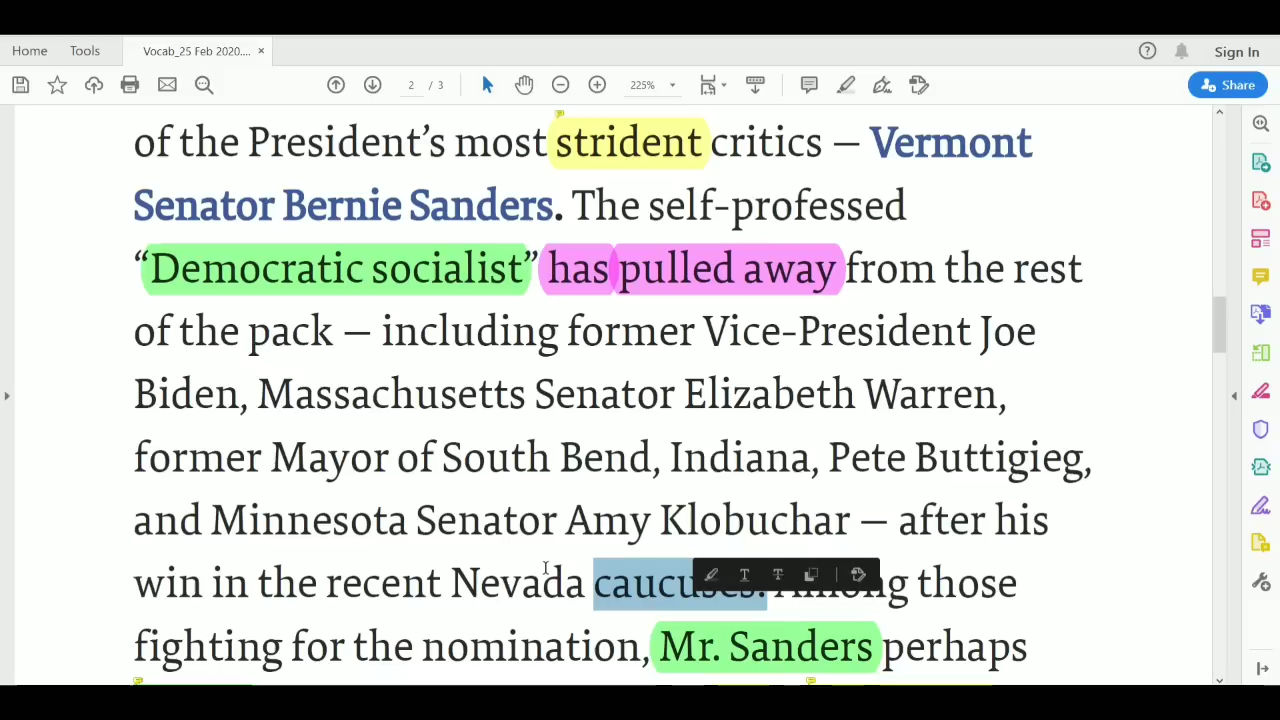 Home Tools Vocab_25 Feb 2020.... × Sign In
2 / 3 225% Share
of the President’s most strident critics — Vermont
Senator Bernie Sanders. The self-professed
“Democratic socialist” has pulled away from the rest
of the pack — including former Vice-President Joe
Biden, Massachusetts Senator Elizabeth Warren,
former Mayor of South Bend, Indiana, Pete Buttigieg,
and Minnesota Senator Amy Klobuchar — after his
win in the recent Nevada caucuses. Among those
fighting for the nomination, Mr. Sanders perhaps